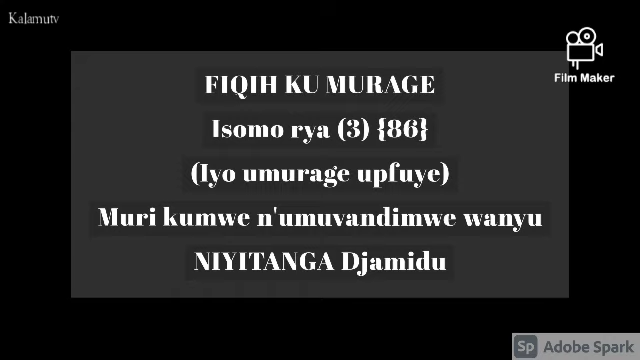 Kalamutv
Film Maker
FIQIH KU MURAGE
Isomo rya (3) {86}
(Iyo umurage upfuye)
Muri kumwe n'umuvandimwe wanyu
NIYITANGA Djamidu
Sp Adobe Spark